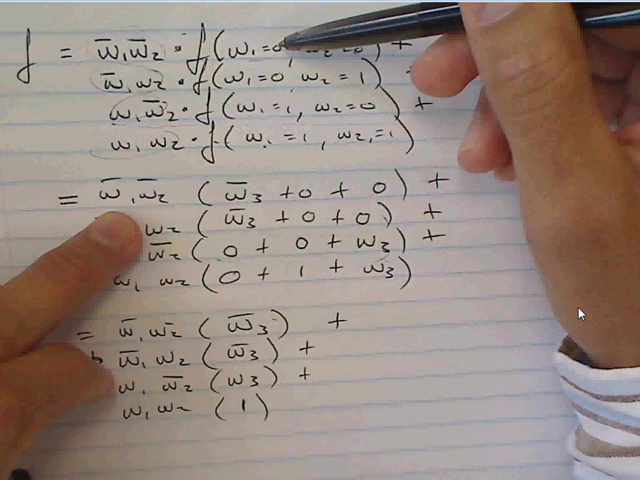 f = w̅₁w̅₂ · f(w₁=0, w₂=0) +
w̅₁w₂ · f(w₁=0, w₂=1) +
w₁w̅₂ · f(w₁=1, w₂=0) +
w₁w₂ · f(w₁=1, w₂=1)
= w̅₁w̅₂ (w̅₃ + 0 + 0) +
w₂ (w̅₃ + 0 + 0) +
w̅₂ (0 + 0 + w₃) +
w₁ w₂ (0 + 1 + w₃)
= w̅₁w̅₂ (w̅₃) +
w̅₁w₂ (w̅₃) +
w₁w̅₂ (w₃) +
w₁w₂ (1)